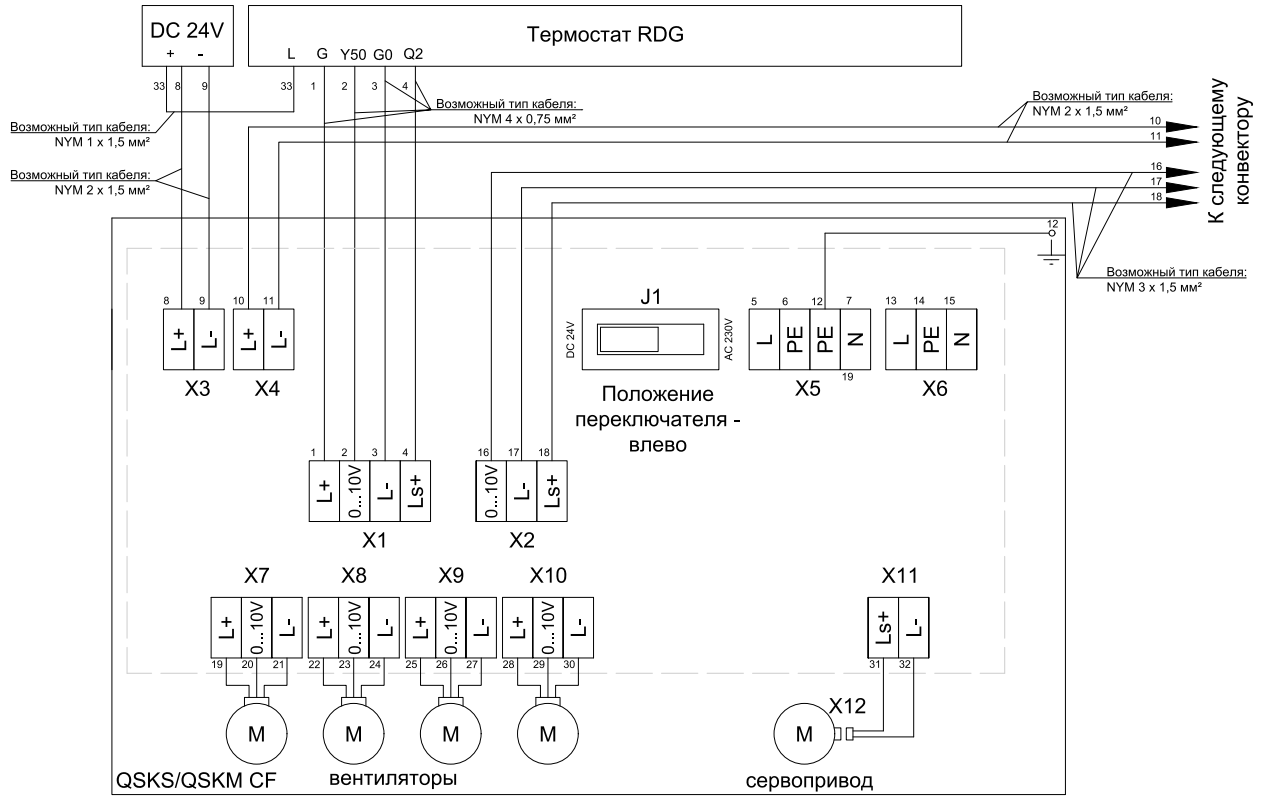 DC 24V
+ -
Термостат RDG
L G Y50 G0 Q2
33 8 9 33 1 2 3 4
Возможный тип кабеля:
NYM 4 x 0,75 мм²
Возможный тип кабеля:
NYM 2 x 1,5 мм²
Возможный тип кабеля:
NYM 1 x 1,5 мм²
Возможный тип кабеля:
NYM 2 x 1,5 мм²
10
11
16
17
18
К следующему
конвектору
12
Возможный тип кабеля:
NYM 3 x 1,5 мм²
8 9 10 11
L+ L- L+ L-
X3 X4
J1
DC 24V
AC 230V
Положение
переключателя -
влево
5 6 12 7
L PE PE N
19
X5
13 14 15
L PE N
X6
1 2 3 4
L+ 0...10V L- Ls+
X1
16 17 18
0...10V L- Ls+
X2
X7 X8 X9 X10 X11
L+ 0...10V L- L+ 0...10V L- L+ 0...10V L- L+ 0...10V L- Ls+ L-
19 20 21 22 23 24 25 26 27 28 29 30 31 32
X12
M M M M M
QSKS/QSKM CF
вентиляторы
сервопривод